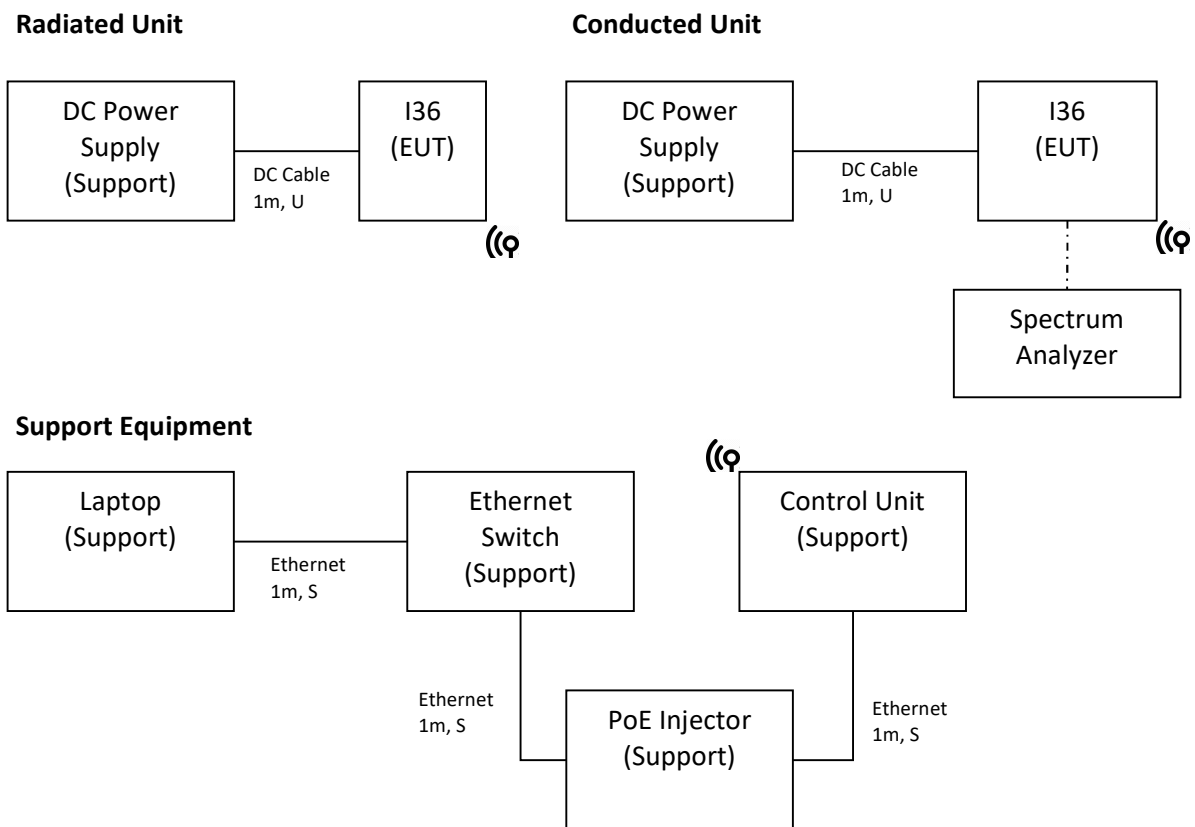 Radiated Unit
Conducted Unit
DC Power
Supply
(Support)
DC Cable
1m, U
I36
(EUT)
DC Power
Supply
(Support)
DC Cable
1m, U
I36
(EUT)
Spectrum
Analyzer
Support Equipment
Laptop
(Support)
Ethernet
1m, S
Ethernet
Switch
(Support)
Control Unit
(Support)
Ethernet
1m, S
PoE Injector
(Support)
Ethernet
1m, S